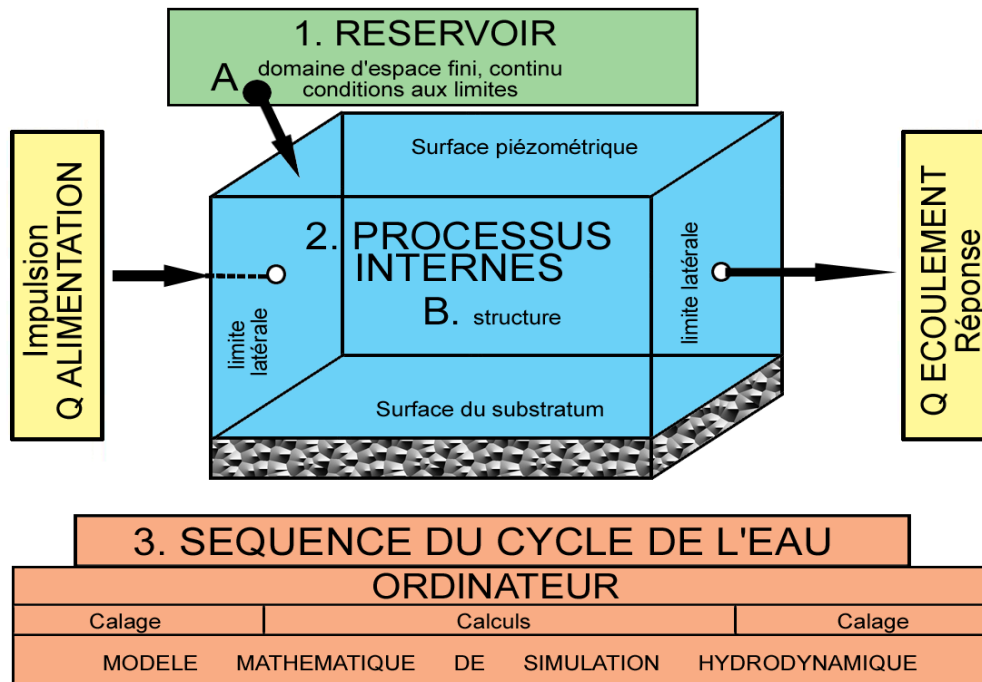 1. RESERVOIR
A
domaine d'espace fini, continu
conditions aux limites
Impulsion
Q ALIMENTATION
Surface piézométrique
2. PROCESSUS
INTERNES
B. structure
limite
latérale
limite latérale
Surface du substratum
Q ECOULEMENT
Réponse
3. SEQUENCE DU CYCLE DE L'EAU
ORDINATEUR
Calage
Calculs
Calage
MODELE MATHEMATIQUE DE SIMULATION HYDRODYNAMIQUE